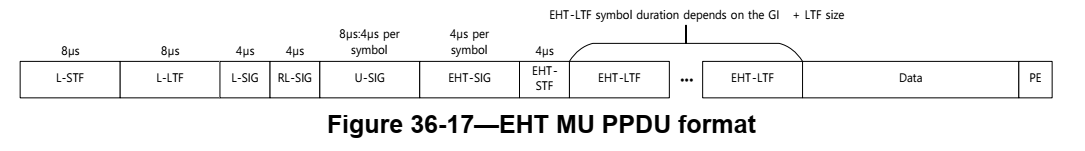 EHT-LTF symbol duration depends on the GI + LTF size
8µs
8µs
4µs
4µs
8µs:4µs per
symbol
4µs per
symbol
4µs
L-STF
L-LTF
L-SIG
RL-SIG
U-SIG
EHT-SIG
EHT-
STF
EHT-LTF
...
EHT-LTF
Data
PE
Figure 36-17—EHT MU PPDU format